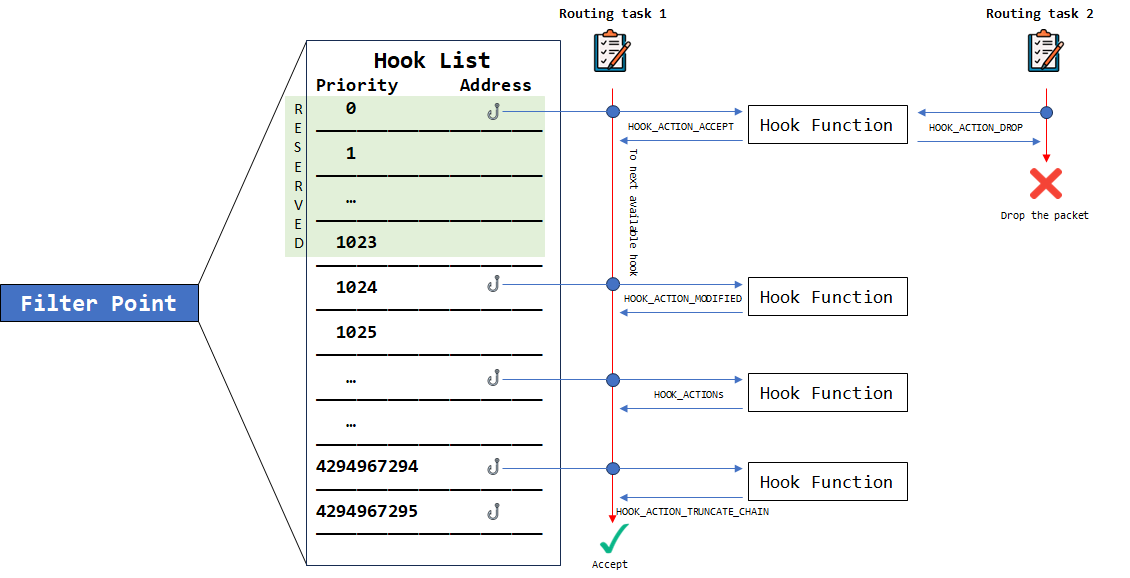 Routing task 1
Routing task 2
Hook List
Priority Address
RESERVED
0
HOOK_ACTION_ACCEPT
Hook Function
HOOK_ACTION_DROP
1
To next available hook
…
Drop the packet
1023
Filter Point
1024
HOOK_ACTION_MODIFIED
Hook Function
1025
…
HOOK_ACTIONs
Hook Function
…
4294967294
Hook Function
4294967295
HOOK_ACTION_TRUNCATE_CHAIN
Accept